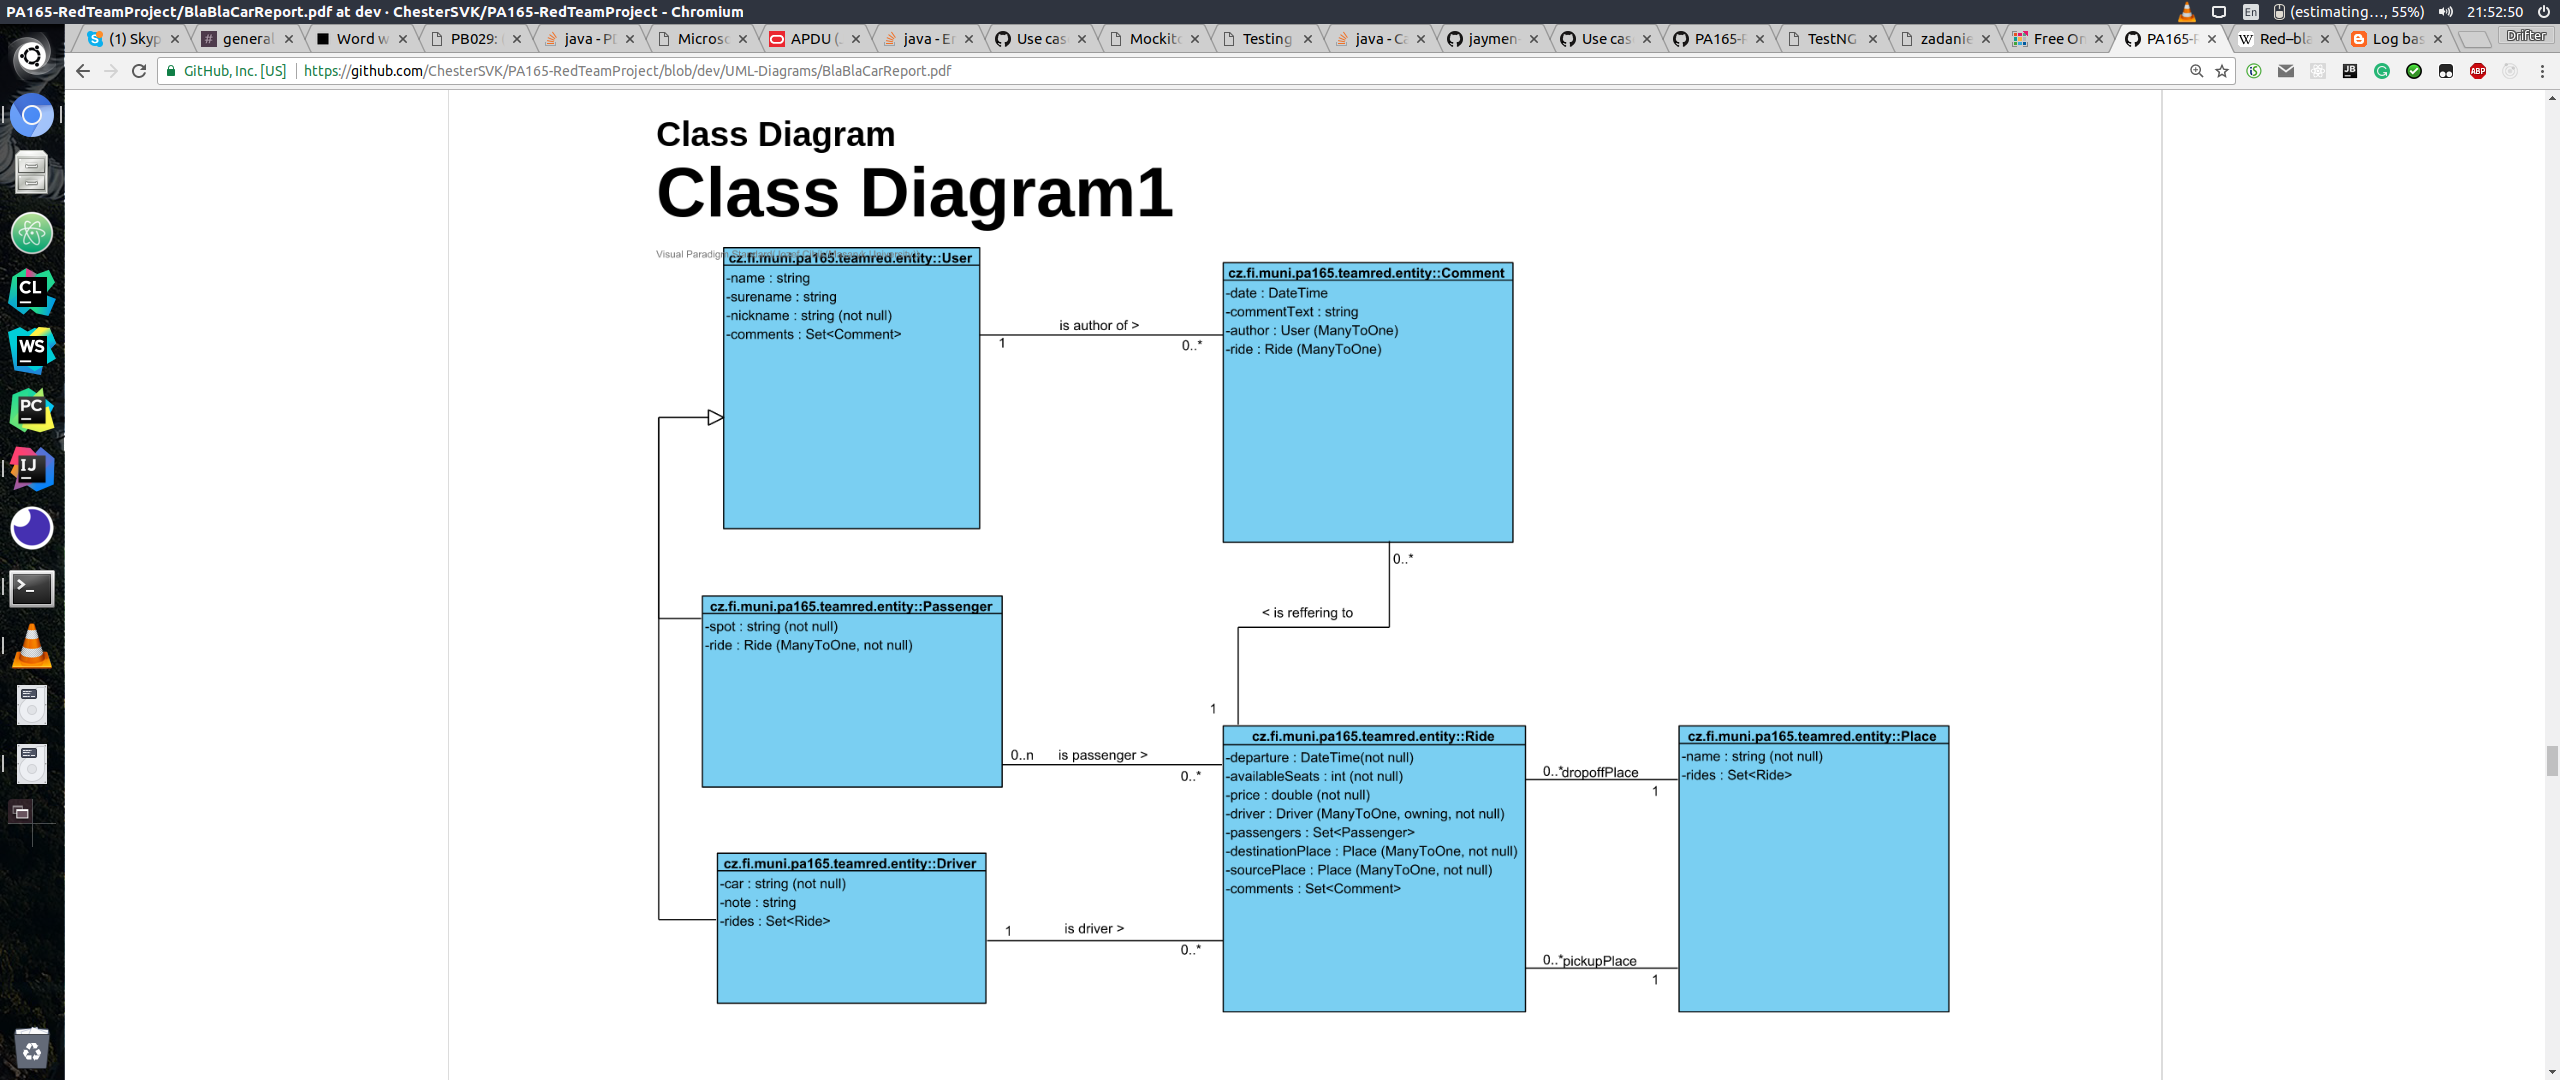 PA165-RedTeamProject/BlaBlaCarReport.pdf at dev · ChesterSVK/PA165-RedTeamProject - Chromium
En
(estimating..., 55%)
21:52:50
(1) Skyp
general
Word w
PB029:
java - P
Micros
APDU (
java - E
Use cas
Mockit
Testing
java - C
jaymen
Use cas
PA165-
TestNG
zadanie
Free O
PA165-
Red–bl
Log ba
Drifter
GitHub, Inc. [US]
https://github.com/ChesterSVK/PA165-RedTeamProject/blob/dev/UML-Diagrams/BlaBlaCarReport.pdf
JB
ABP
CL
WS
PC
IJ
Class Diagram
Class Diagram1
Visual Paradigm
cz.fi.muni.pa165.teamred.entity::User
-name : string
-surename : string
-nickname : string (not null)
-comments : Set<Comment>
is author of >
1
0..*
cz.fi.muni.pa165.teamred.entity::Comment
-date : DateTime
-commentText : string
-author : User (ManyToOne)
-ride : Ride (ManyToOne)
0..*
< is reffering to
1
cz.fi.muni.pa165.teamred.entity::Passenger
-spot : string (not null)
-ride : Ride (ManyToOne, not null)
0..n
is passenger >
0..*
cz.fi.muni.pa165.teamred.entity::Ride
-departure : DateTime(not null)
-availableSeats : int (not null)
-price : double (not null)
-driver : Driver (ManyToOne, owning, not null)
-passengers : Set<Passenger>
-destinationPlace : Place (ManyToOne, not null)
-sourcePlace : Place (ManyToOne, not null)
-comments : Set<Comment>
0..*
dropoffPlace
1
cz.fi.muni.pa165.teamred.entity::Place
-name : string (not null)
-rides : Set<Ride>
cz.fi.muni.pa165.teamred.entity::Driver
-car : string (not null)
-note : string
-rides : Set<Ride>
1
is driver >
0..*
0..*
pickupPlace
1